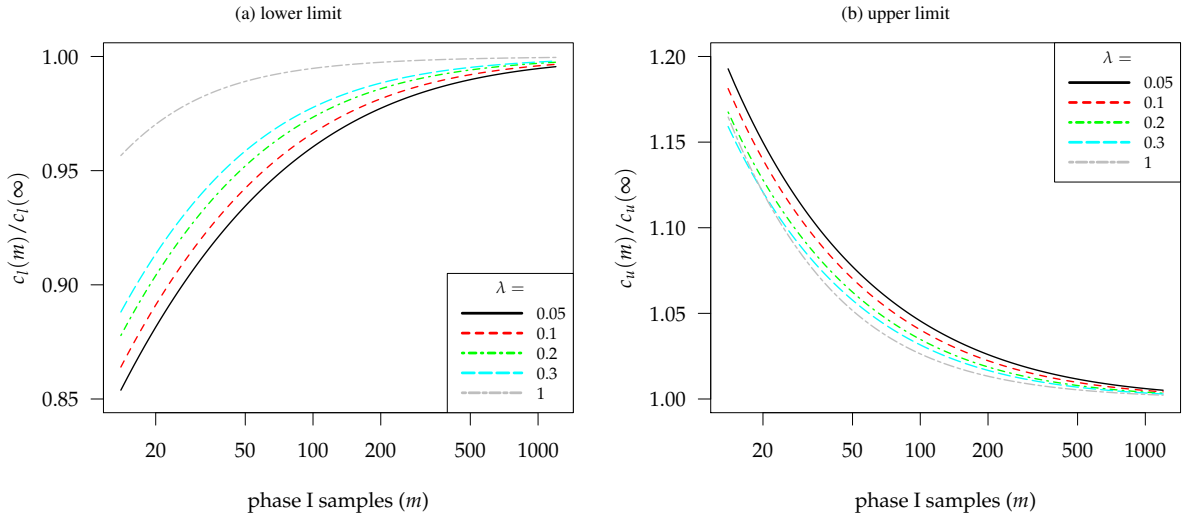 (a) lower limit
1.00
0.95
0.90
0.85
c_l(m)/c_l(∞)
20 50 100 200 500 1000
phase I samples (m)
λ =
0.05
0.1
0.2
0.3
1
(b) upper limit
1.20
1.15
1.10
1.05
1.00
c_u(m)/c_u(∞)
20 50 100 200 500 1000
phase I samples (m)
λ =
0.05
0.1
0.2
0.3
1